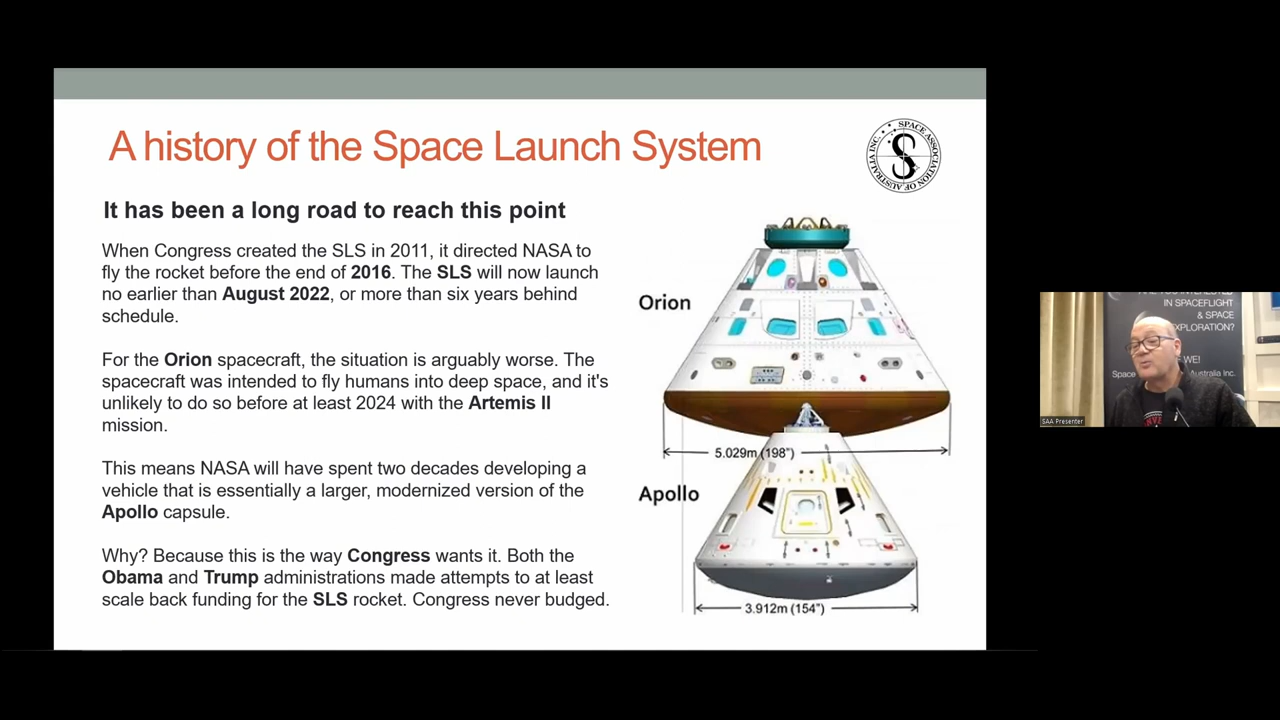 A history of the Space Launch System
SPACE ASSOCIATION OF AUSTRALIA INC.
It has been a long road to reach this point
When Congress created the SLS in 2011, it directed NASA to
fly the rocket before the end of 2016. The SLS will now launch
no earlier than August 2022, or more than six years behind
schedule.
For the Orion spacecraft, the situation is arguably worse. The
spacecraft was intended to fly humans into deep space, and it's
unlikely to do so before at least 2024 with the Artemis II
mission.
This means NASA will have spent two decades developing a
vehicle that is essentially a larger, modernized version of the
Apollo capsule.
Why? Because this is the way Congress wants it. Both the
Obama and Trump administrations made attempts to at least
scale back funding for the SLS rocket. Congress never budged.
Orion
5.029m (198")
Apollo
3.912m (154")
IN SPACEFLIGHT
& SPACE
WE!
Space
Australia Inc.
SAA Presenter